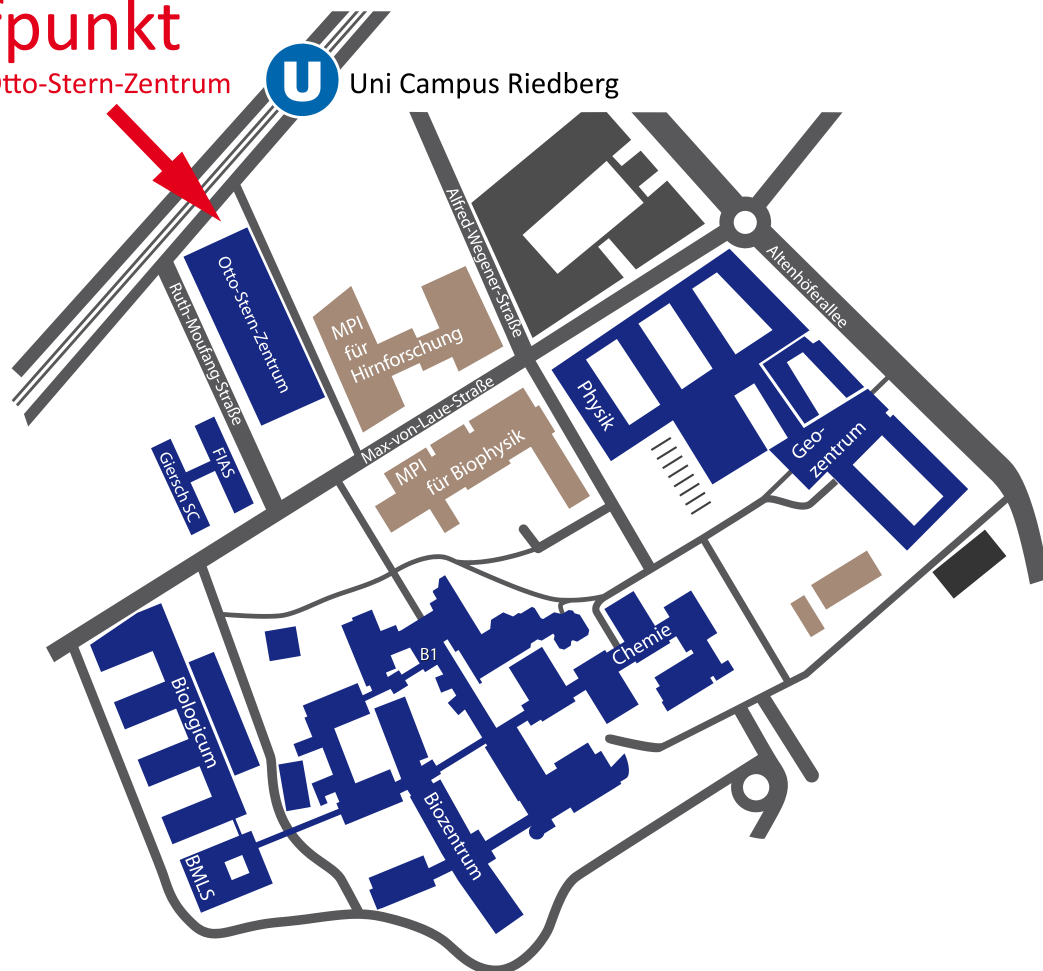 fpunkt
Otto-Stern-Zentrum
U
Uni Campus Riedberg
Alfred-Wegener-Straße
Altenhöferallee
Otto-Stern-Zentrum
Ruth-Moufang-Straße
MPI
für
Hirnforschung
Max-von-Laue-Straße
Physik
Geo-
zentrum
MPI
für Biophysik
Giersch SC
FIAS
Chemie
B1
Biologicum
Biozentrum
BMLS